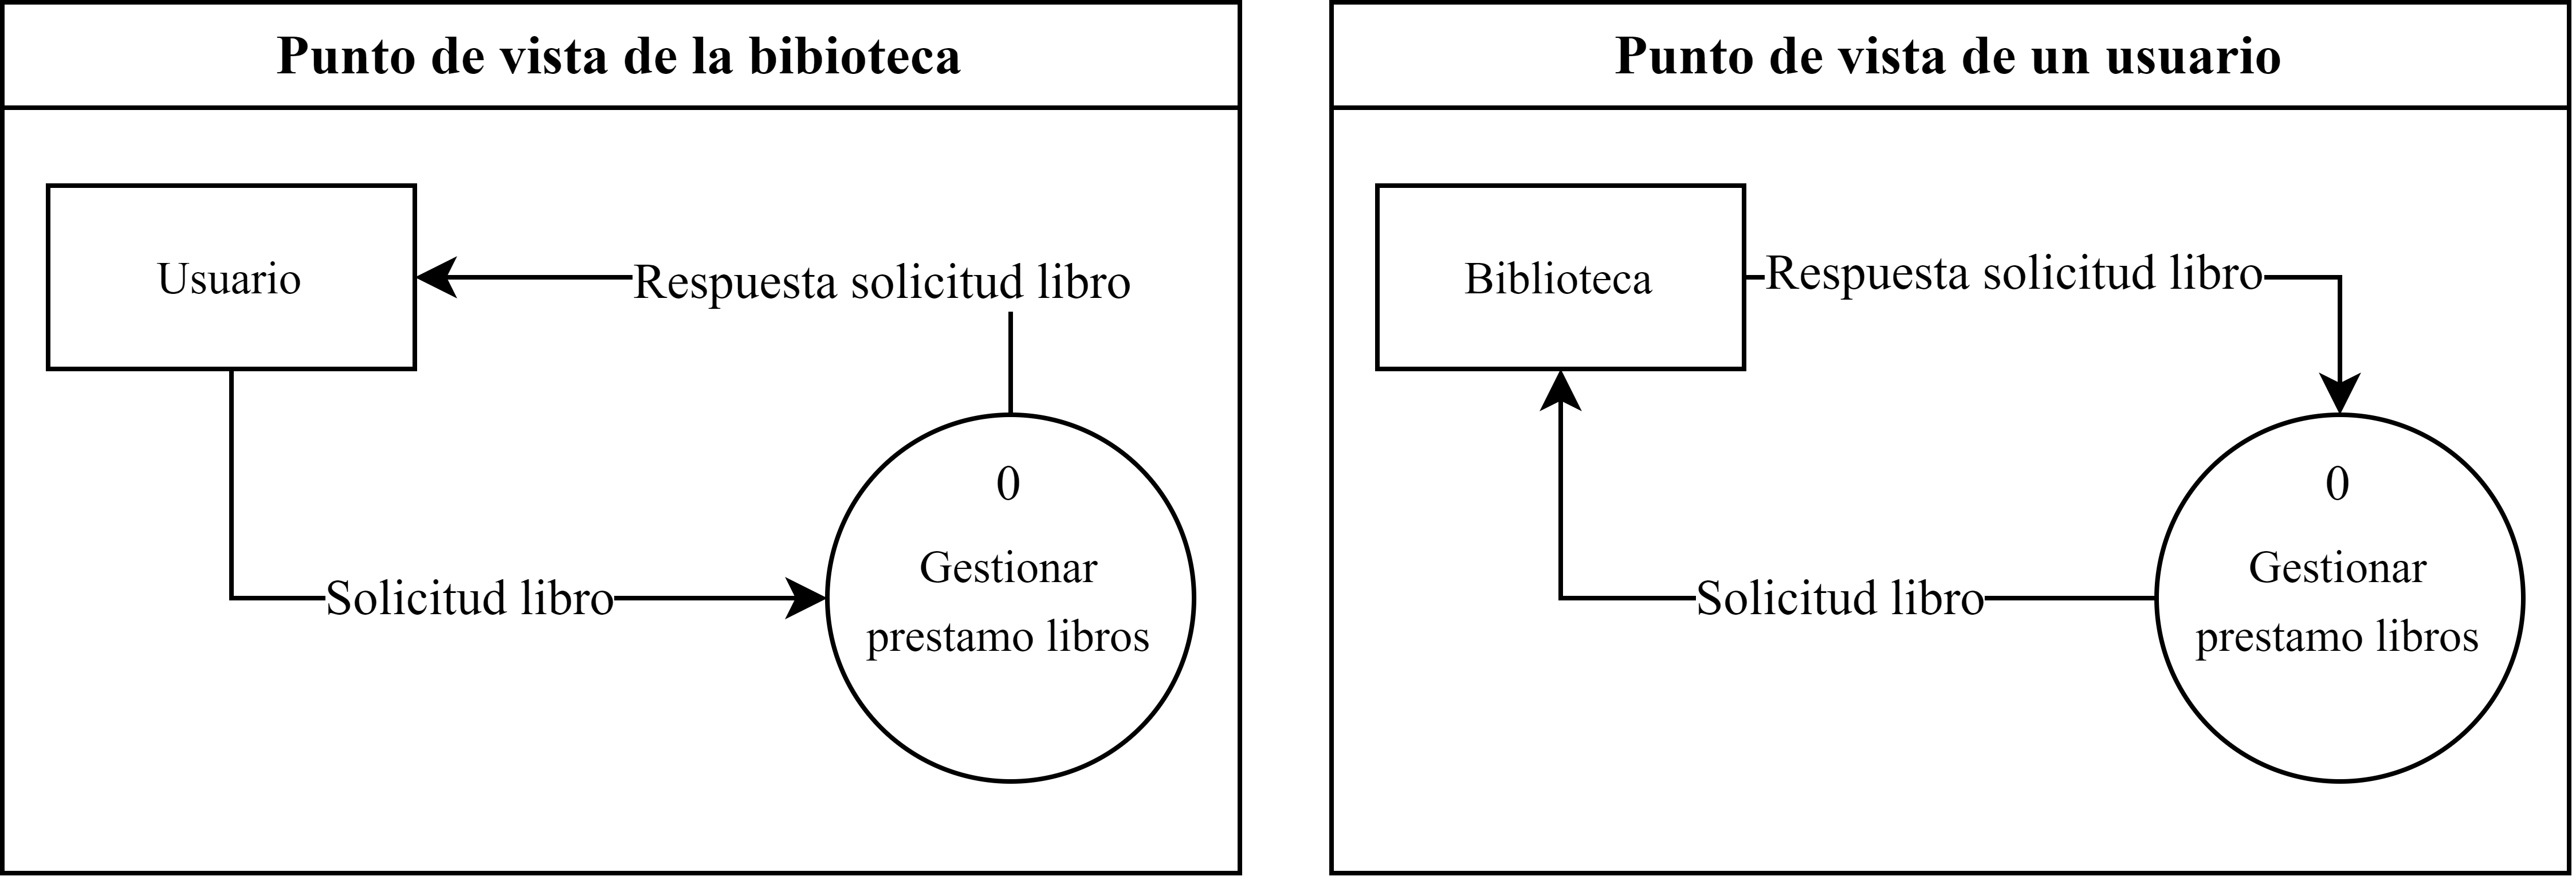 Punto de vista de la bibioteca
Usuario
Respuesta solicitud libro
Solicitud libro
0
Gestionar
prestamo libros
Punto de vista de un usuario
Biblioteca
Respuesta solicitud libro
Solicitud libro
0
Gestionar
prestamo libros